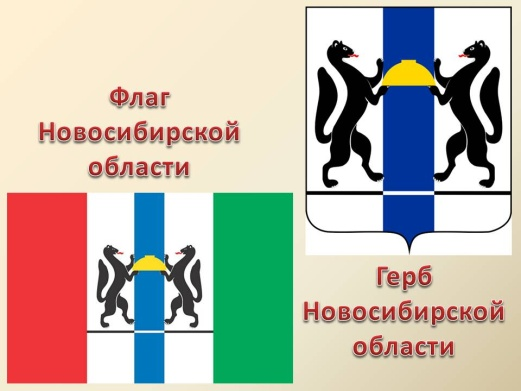 Флаг
Новосибирской
области
Герб
Новосибирской
области